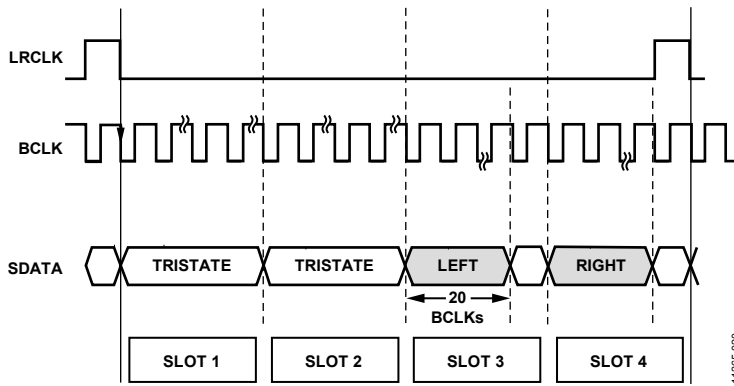 LRCLK
BCLK
SDATA
TRISTATE
TRISTATE
LEFT
RIGHT
20
BCLKs
SLOT 1
SLOT 2
SLOT 3
SLOT 4